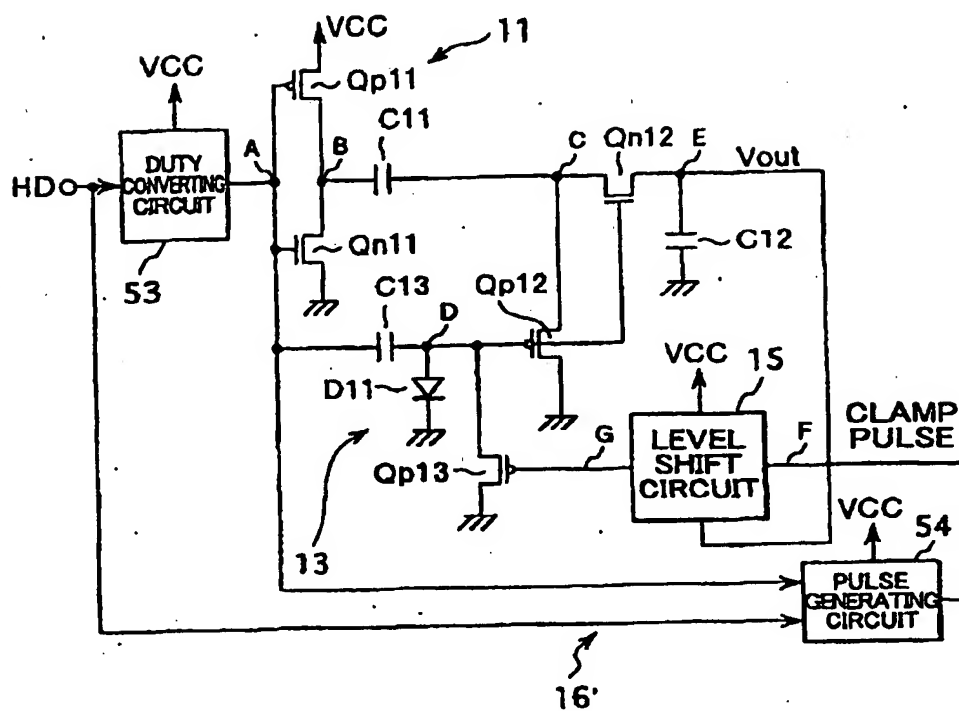 VCC
11
VCC
Qp11
C11
A
B
C
Qn12
E
Vout
HD
DUTY
CONVERTING
CIRCUIT
Qn11
C12
53
C13
Qp12
D
VCC
15
D11
CLAMP
PULSE
G
LEVEL
SHIFT
CIRCUIT
F
Qp13
VCC
54
13
PULSE
GENERATING
CIRCUIT
16'